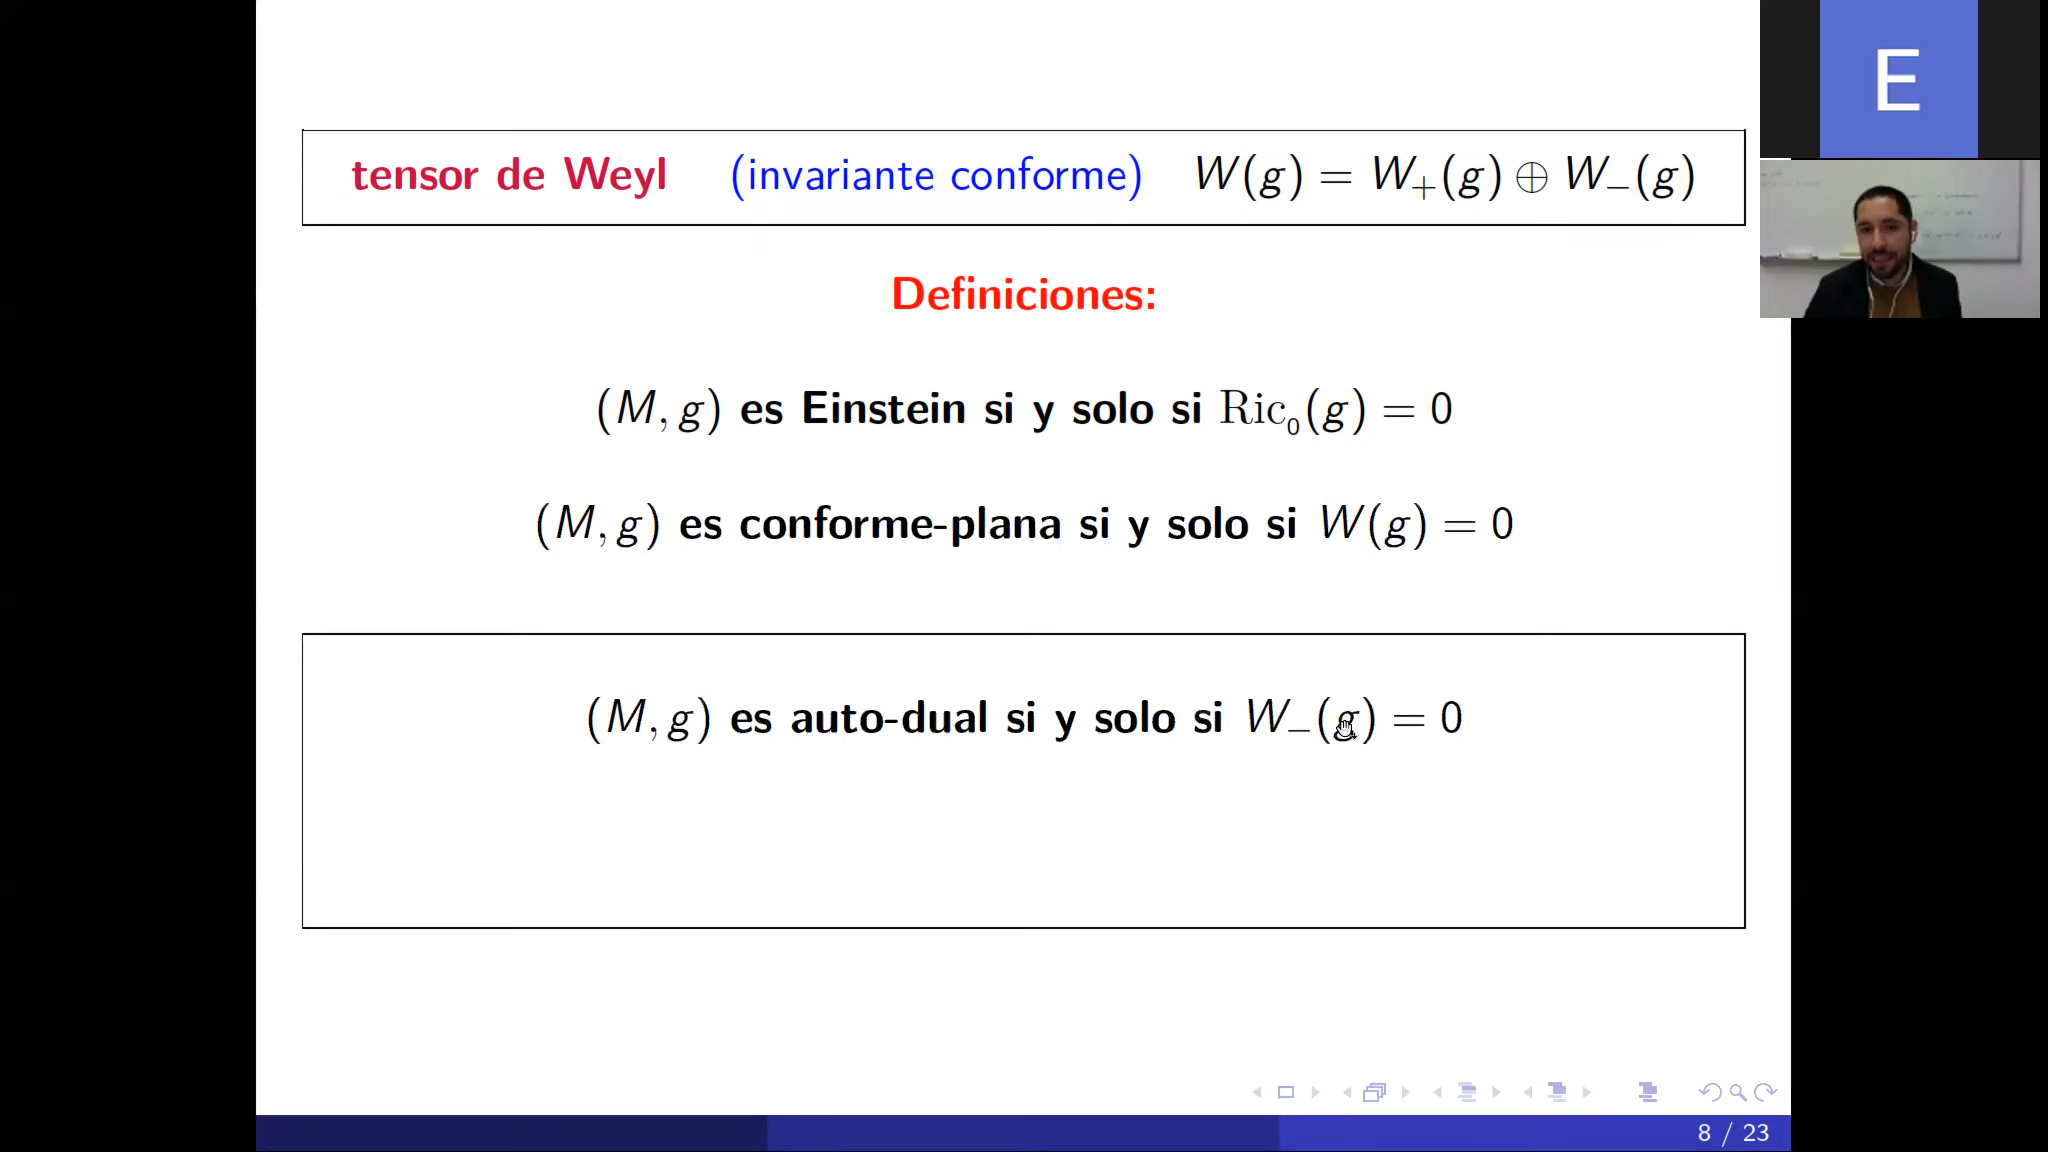 tensor de Weyl (invariante conforme) W(g) = W₊(g) ⊕ W₋(g)
Definiciones:
(M, g) es Einstein si y solo si Ric₀(g) = 0
(M, g) es conforme-plana si y solo si W(g) = 0
(M, g) es auto-dual si y solo si W₋(g) = 0
8 / 23
E